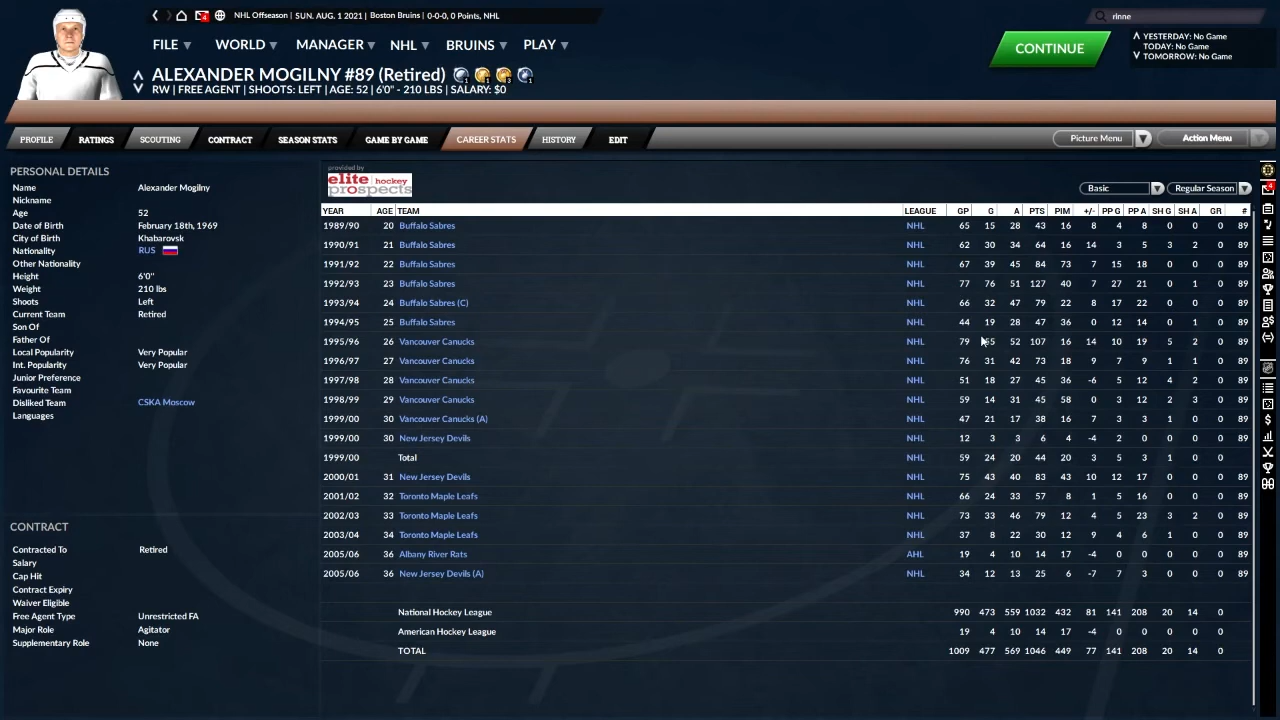 NHL Offseason | SUN. AUG. 1 2021 | Boston Bruins | 0-0-0, 0 Points, NHL
rinne
FILE WORLD MANAGER NHL BRUINS PLAY
CONTINUE
YESTERDAY: No Game
TODAY: No Game
TOMORROW: No Game
ALEXANDER MOGILNY #89 (Retired)
RW | FREE AGENT | SHOOTS: LEFT | AGE: 52 | 6'0" - 210 LBS | SALARY: $0
PROFILE RATINGS SCOUTING CONTRACT SEASON STATS GAME BY GAME CAREER STATS HISTORY EDIT Picture Menu Action Menu
PERSONAL DETAILS
Name Alexander Mogilny
Nickname
Age 52
Date of Birth February 18th, 1969
City of Birth Khabarovsk
Nationality RUS
Other Nationality
Height 6'0"
Weight 210 lbs
Shoots Left
Current Team Retired
Son Of
Father Of
Local Popularity Very Popular
Int. Popularity Very Popular
Junior Preference
Favourite Team
Disliked Team CSKA Moscow
Languages
CONTRACT
Contracted To Retired
Salary
Cap Hit
Contract Expiry
Waiver Eligible
Free Agent Type Unrestricted FA
Major Role Agitator
Supplementary Role None
provided by
elite hockey
prospects
Basic Regular Season
YEAR AGE TEAM LEAGUE GP G A PTS PIM +/- PP G PP A SH G SH A GR #
1989/90 20 Buffalo Sabres NHL 65 15 28 43 16 8 4 8 0 0 0 89
1990/91 21 Buffalo Sabres NHL 62 30 34 64 16 14 3 5 3 2 0 89
1991/92 22 Buffalo Sabres NHL 67 39 45 84 73 7 15 18 0 0 0 89
1992/93 23 Buffalo Sabres NHL 77 76 51 127 40 7 27 21 0 1 0 89
1993/94 24 Buffalo Sabres (C) NHL 66 32 47 79 22 8 17 22 0 0 0 89
1994/95 25 Buffalo Sabres NHL 44 19 28 47 36 0 12 14 0 1 0 89
1995/96 26 Vancouver Canucks NHL 79 55 52 107 16 14 10 19 5 2 0 89
1996/97 27 Vancouver Canucks NHL 76 31 42 73 18 9 7 9 1 1 0 89
1997/98 28 Vancouver Canucks NHL 51 18 27 45 36 -6 5 12 4 2 0 89
1998/99 29 Vancouver Canucks NHL 59 14 31 45 58 0 3 12 2 3 0 89
1999/00 30 Vancouver Canucks (A) NHL 47 21 17 38 16 7 3 3 1 0 0 89
1999/00 30 New Jersey Devils NHL 12 3 3 6 4 -4 2 0 0 0 0 89
1999/00 Total NHL 59 24 20 44 20 3 5 3 1 0 0
2000/01 31 New Jersey Devils NHL 75 43 40 83 43 10 12 17 0 0 0 89
2001/02 32 Toronto Maple Leafs NHL 66 24 33 57 8 1 5 16 0 0 0 89
2002/03 33 Toronto Maple Leafs NHL 73 33 46 79 12 4 5 23 3 2 0 89
2003/04 34 Toronto Maple Leafs NHL 37 8 22 30 12 9 4 6 1 0 0 89
2005/06 36 Albany River Rats AHL 19 4 10 14 17 -4 0 0 0 0 0 89
2005/06 36 New Jersey Devils (A) NHL 34 12 13 25 6 -7 7 3 0 0 0 89
National Hockey League 990 473 559 1032 432 81 141 208 20 14 0
American Hockey League 19 4 10 14 17 -4 0 0 0 0 0
TOTAL 1009 477 569 1046 449 77 141 208 20 14 0